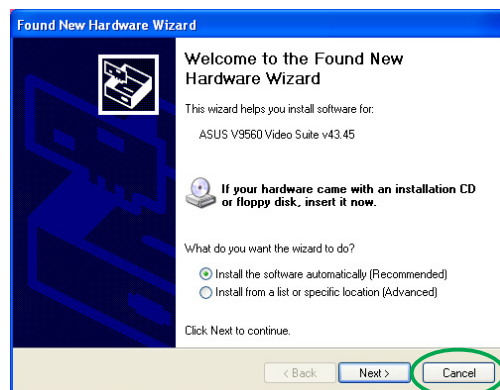 Found New Hardware Wizard
Welcome to the Found New
Hardware Wizard
This wizard helps you install software for:
ASUS V9560 Video Suite v43.45
If your hardware came with an installation CD
or floppy disk, insert it now.
What do you want the wizard to do?
Install the software automatically (Recommended)
Install from a list or specific location (Advanced)
Click Next to continue.
< Back Next > Cancel